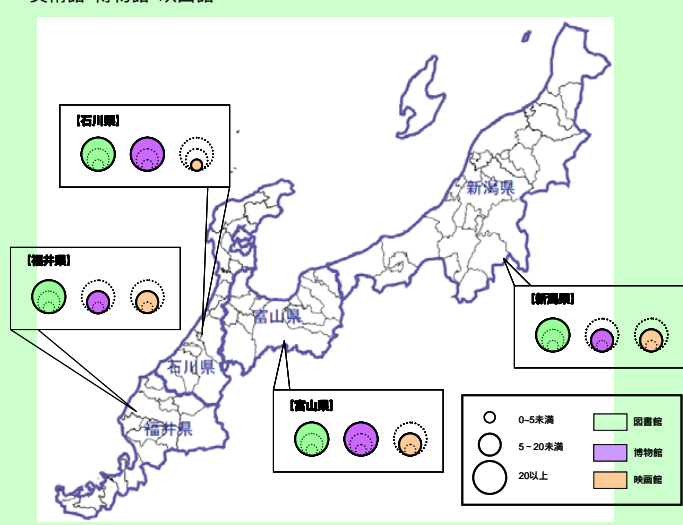 【石川県】
新潟県
【福井県】
【新潟県】
富山県
石川県
【富山県】
福井県
0-5未満
図書館
5-20未満
博物館
20以上
映画館